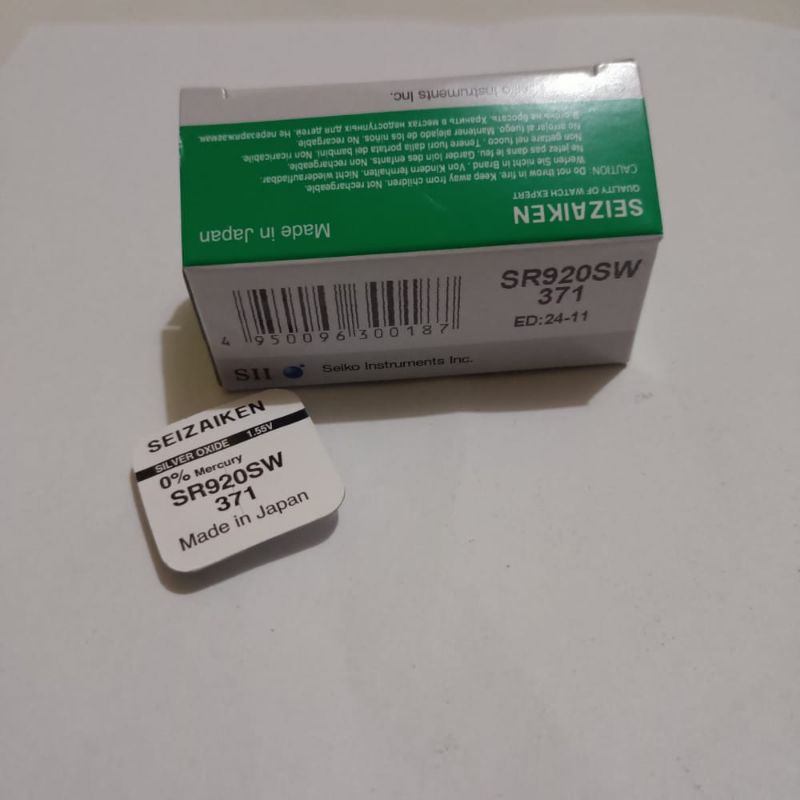 Seiko Instruments Inc.
SEIZAIKEN
QUALITY OF WATCH EXPERT
Made in Japan
CAUTION: Do not throw in fire. Keep away from children. Not rechargeable.
Werfen Sie nicht in Brand. Von Kindern fernhalten. Nicht wiederaufladbar.
Ne jetez pas dans le feu. Garder loin des enfants. Non rechargeable.
Non gettare nel fuoco. Tenere fuori dalla portata dei bambini. Non ricaricabile.
No arrojar al fuego. Mantener alejado de los niños. No recargable.
В огонь не бросать. Хранить в местах недоступных для детей. Не перезаряжаемая.
SR920SW
371
ED:24-11
4 950096 300187
SII Seiko Instruments Inc.
SEIZAIKEN
SILVER OXIDE 1.55V
0% Mercury
SR920SW
371
Made in Japan